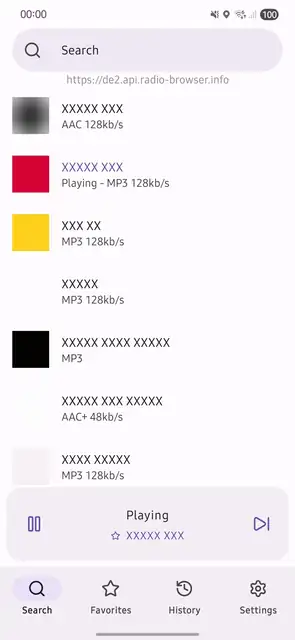 00:00
100
Search
https://de2.api.radio-browser.info
XXXXX XXX
AAC 128kb/s
XXXXX XXX
Playing - MP3 128kb/s
XXX XX
MP3 128kb/s
XXXXX
MP3 128kb/s
XXXXX XXXX XXXXX
MP3
XXXXX XXX XXXXX
AAC+ 48kb/s
XXXX XXXXX
MP3 128kb/s
Playing
XXXXX XXX
Search
Favorites
History
Settings